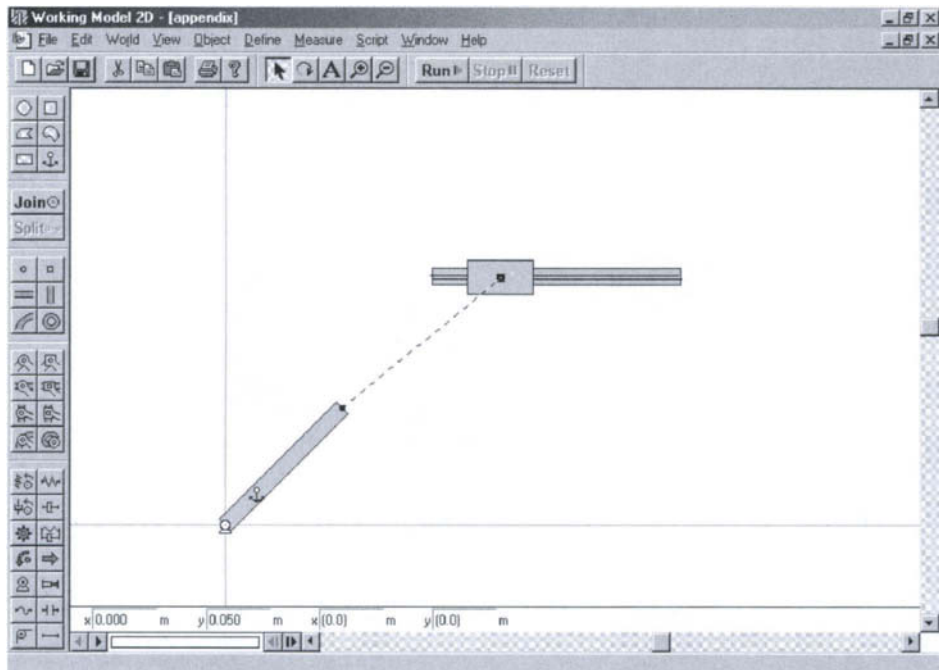 Working Model 2D - [appendix]
File Edit World View Object Define Measure Script Window Help
A ? Run Stop Reset
Join
Split
x 0.000 m y 0.050 m x (0.0) m y (0.0) m